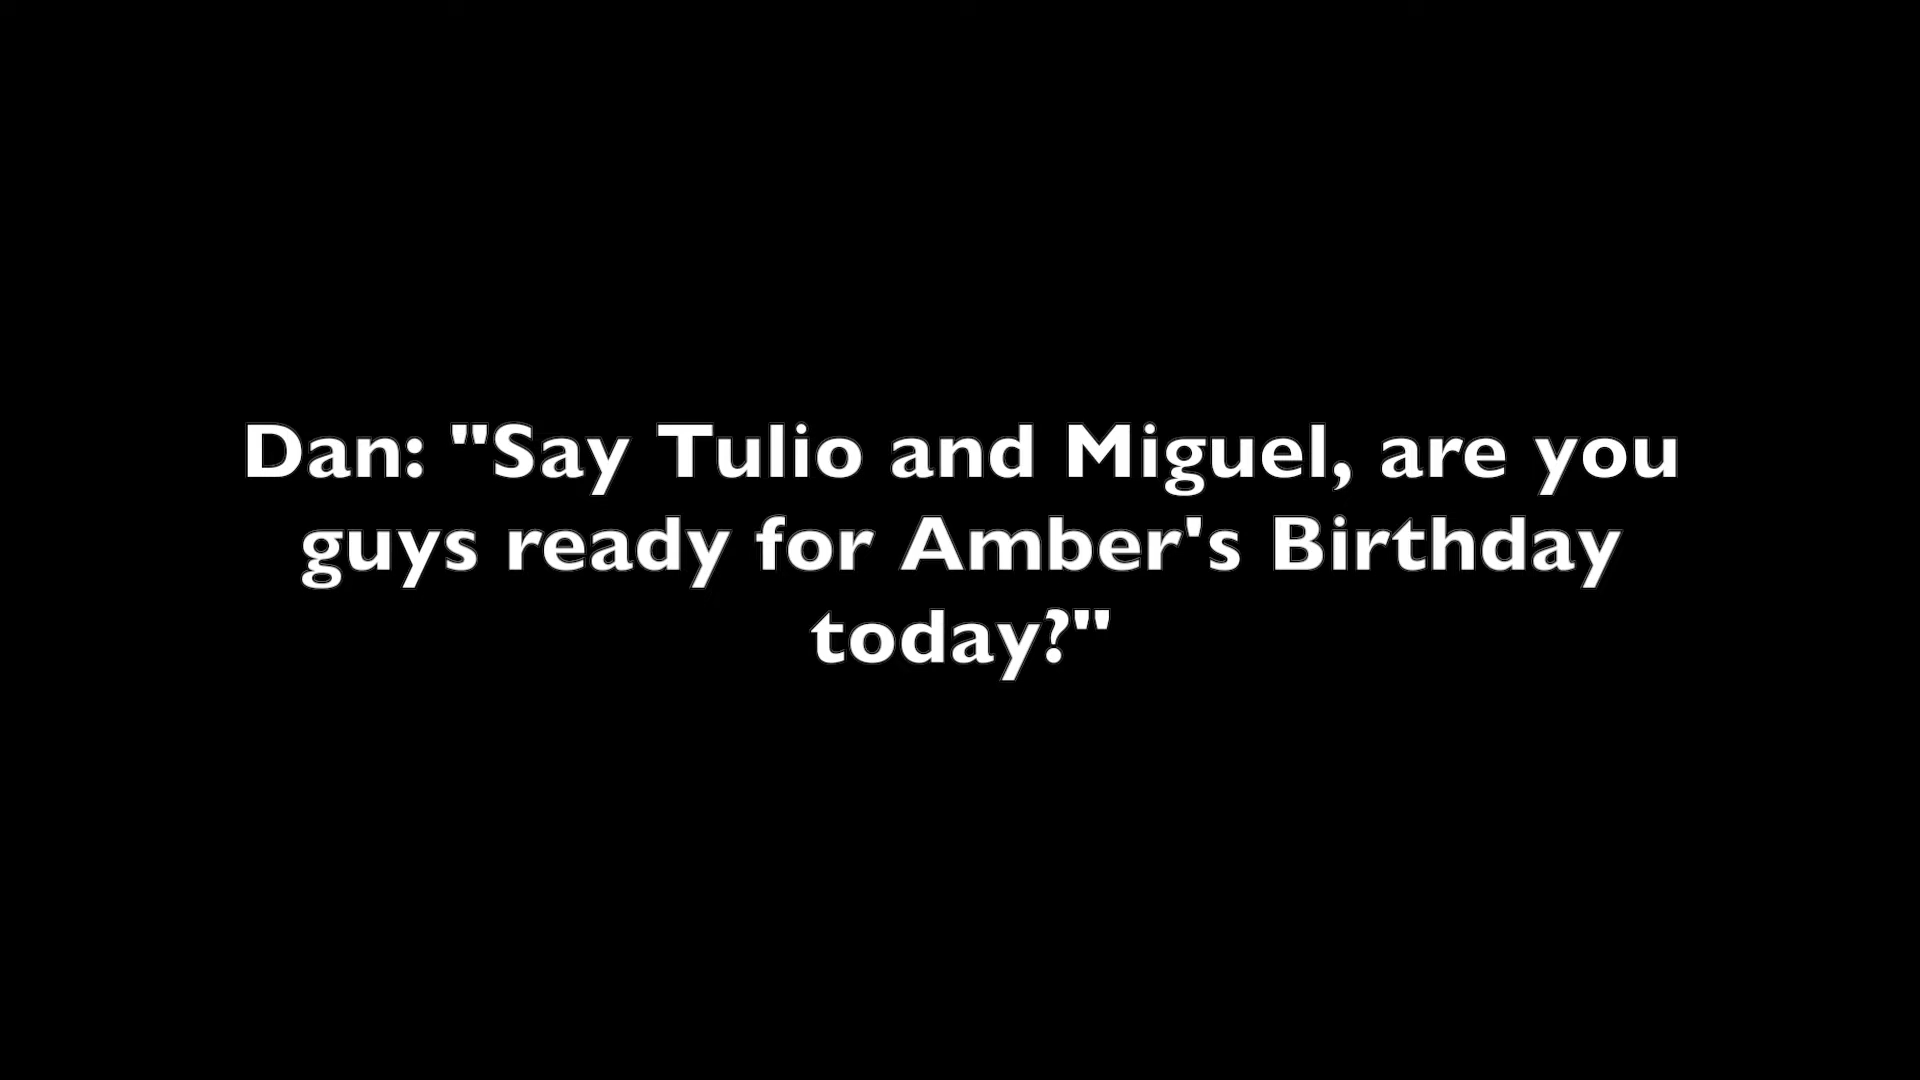 Dan: "Say Tulio and Miguel, are you
guys ready for Amber's Birthday
today?"